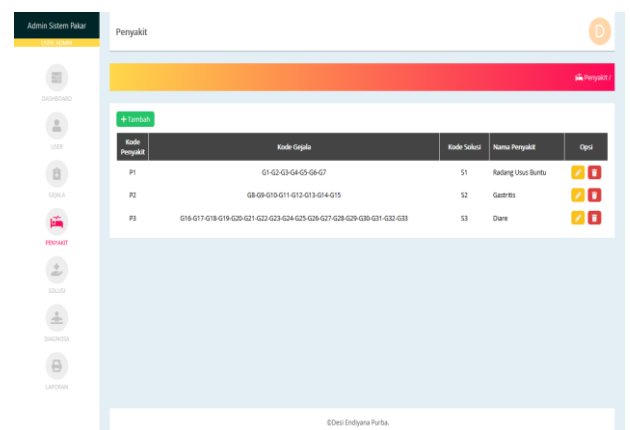 Admin Sistem Pakar
USER: ADMIN
DASHBOARD
USER
GEJALA
PENYAKIT
SOLUSI
DIAGNOSA
LAPORAN
Penyakit
D
Penyakit /
+Tambah
Kode Penyakit Kode Gejala Kode Solusi Nama Penyakit Opsi
P1 G1-G2-G3-G4-G5-G6-G7 S1 Radang Usus Buntu
P2 G8-G9-G10-G11-G12-G13-G14-G15 S2 Gastritis
P3 G16-G17-G18-G19-G20-G21-G22-G23-G24-G25-G26-G27-G28-G29-G30-G31-G32-G33 S3 Diare
©Desi Endiyana Purba.